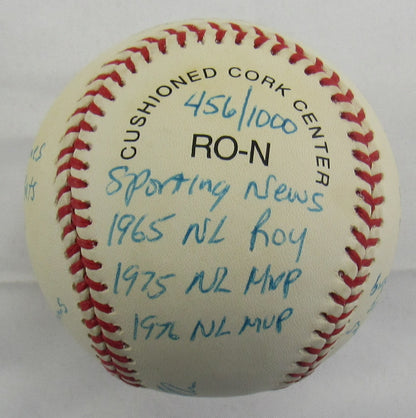 CUSHIONED CORK CENTER
456/1000
RO-N
Sporting News
1965 NL Roy
1975 NL MVP
1976 NL MVP